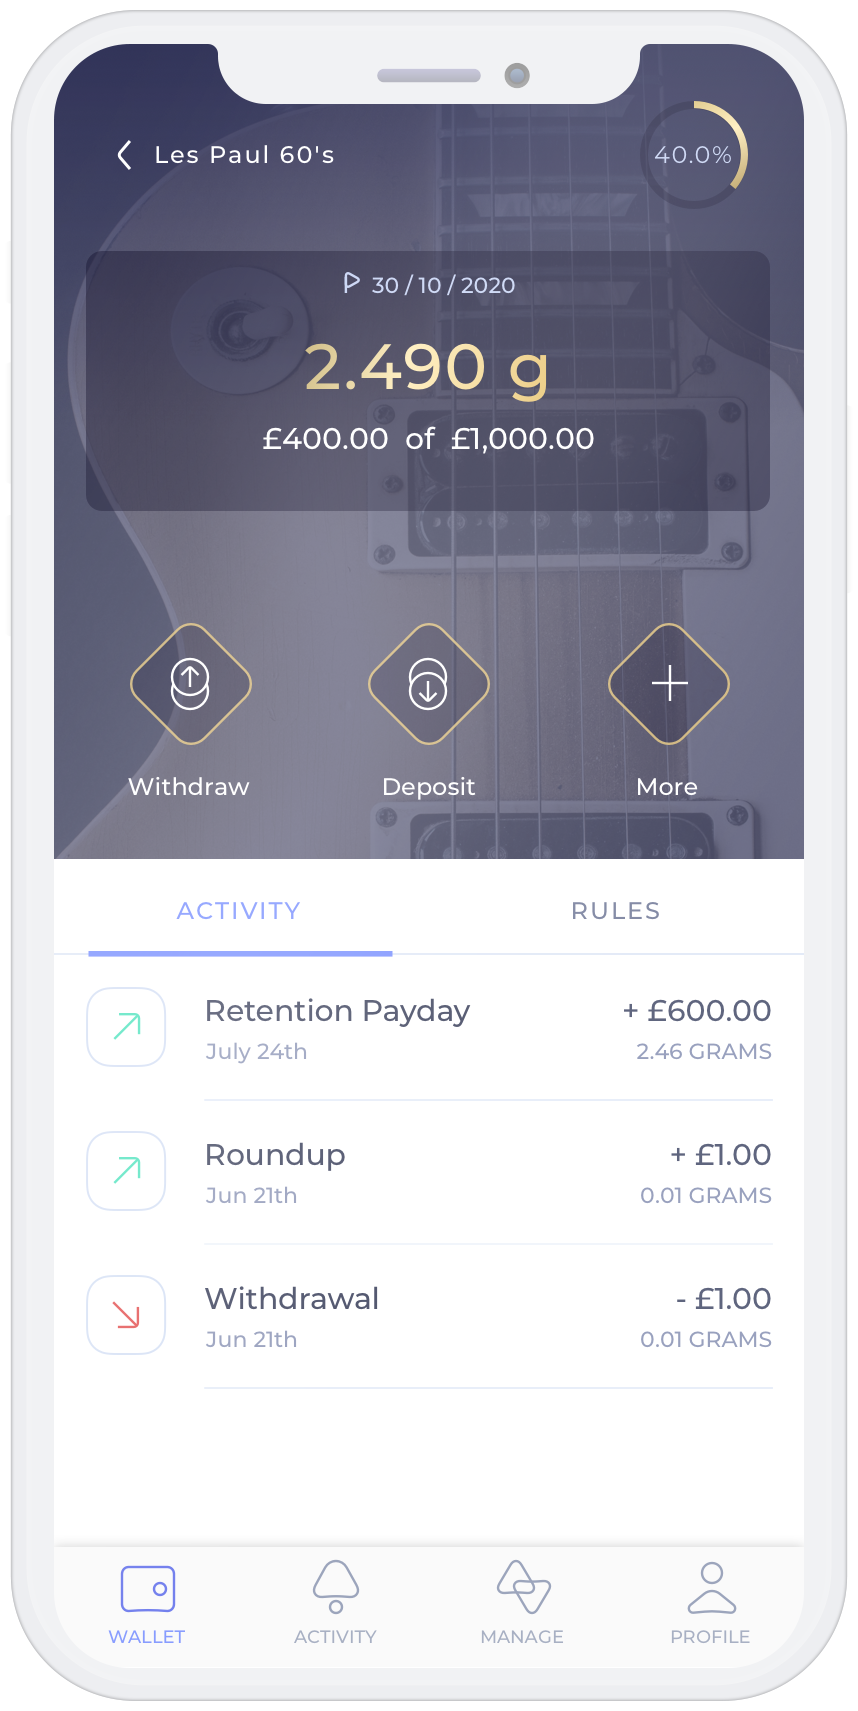 Les Paul 60's
40.0%
30 / 10 / 2020
2.490 g
£400.00 of £1,000.00
Withdraw
Deposit
More
ACTIVITY
RULES
Retention Payday
+ £600.00
July 24th
2.46 GRAMS
Roundup
+ £1.00
Jun 21th
0.01 GRAMS
Withdrawal
- £1.00
Jun 21th
0.01 GRAMS
WALLET
ACTIVITY
MANAGE
PROFILE